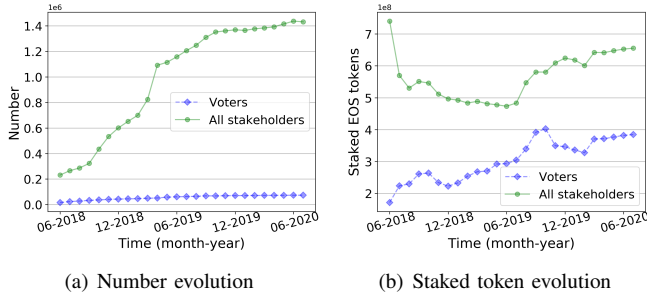 1e6
1.4
1.2
1.0
0.8
0.6
0.4
0.2
0.0
Number
Voters
All stakeholders
06-2018
12-2018
06-2019
12-2019
06-2020
Time (month-year)
(a) Number evolution
1e8
7
6
5
4
3
2
Staked EOS tokens
Voters
All stakeholders
06-2018
12-2018
06-2019
12-2019
06-2020
Time (month-year)
(b) Staked token evolution